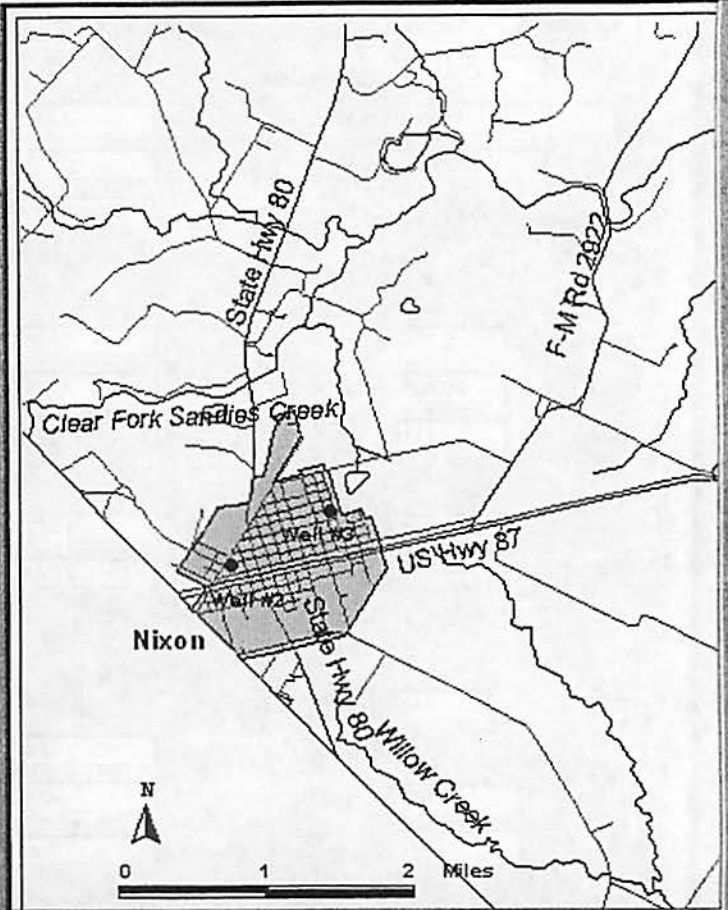 State Hwy 80
F-M Rd 2922
Clear Fork Sandies Creek
Well #3
US Hwy 87
Well #2
Nixon
State Hwy 80
Willow Creek
N
0 1 2 Miles